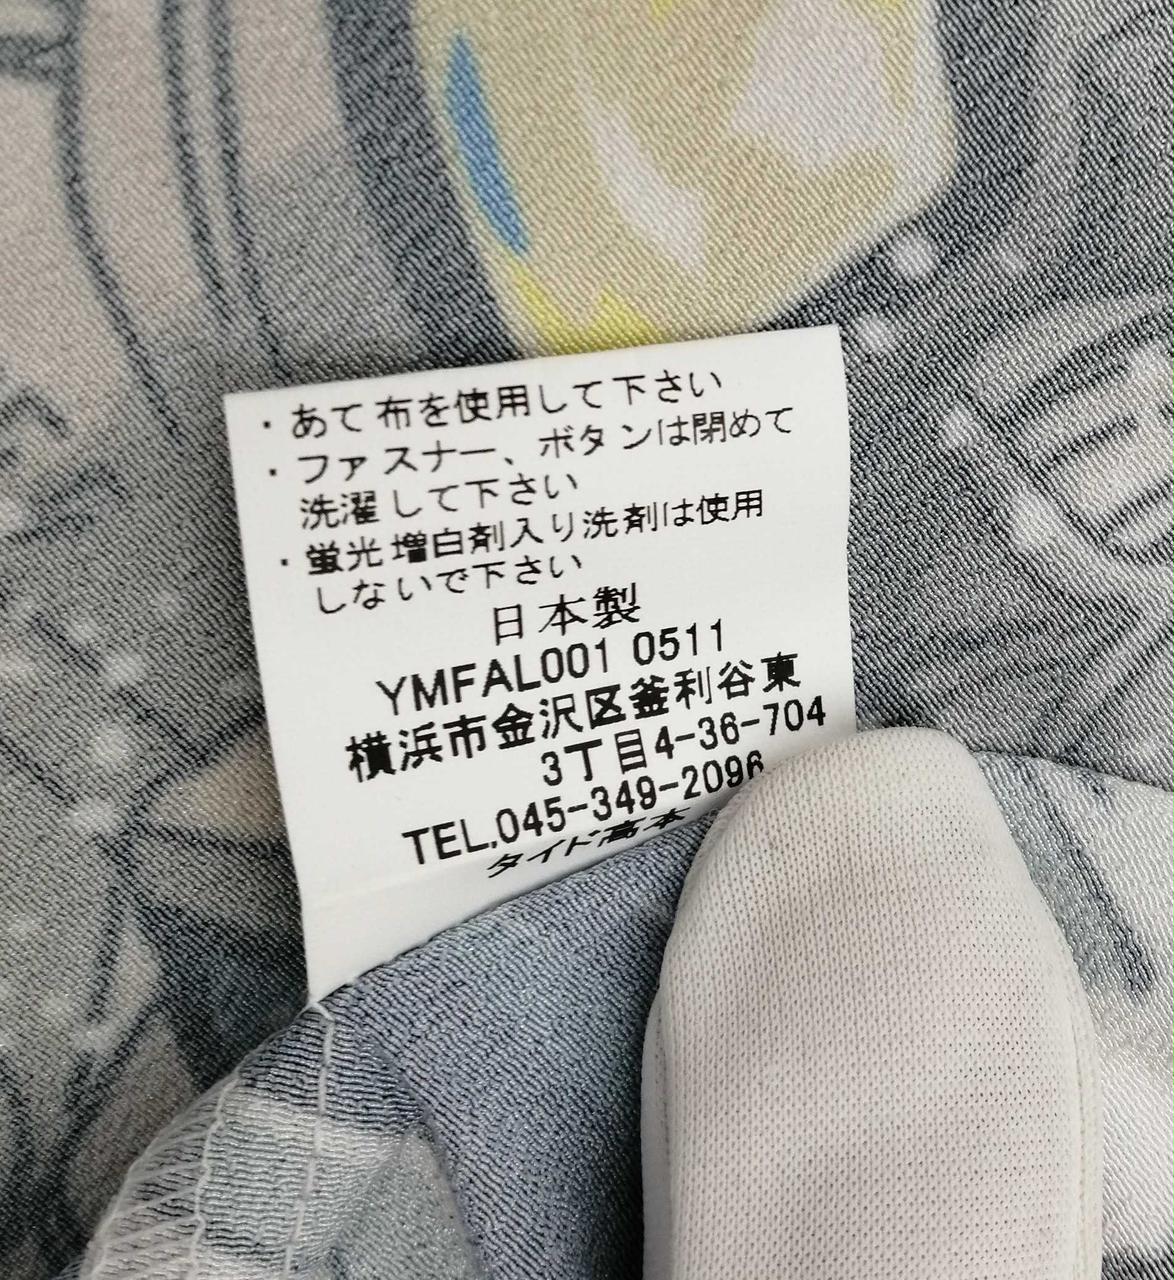 ・あて布を使用して下さい
・ファスナー、ボタンは閉めて
洗濯して下さい
・蛍光増白剤入り洗剤は使用
しないで下さい
日本製
YMFAL001 0511
横浜市金沢区釜利谷東
3丁目4-36-704
TEL.045-349-2096
タイド高本